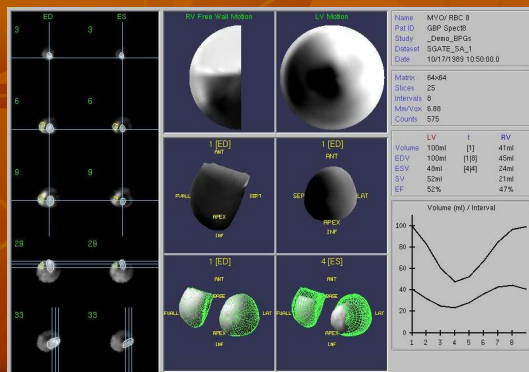 ED ES
3 3
6 6
9 9
29 29
33 33
RV Free Wall Motion
LV Motion
1 [ED]
ANT
FWALL SEPT
APEX
INF
1 [ED]
ANT
SEP LAT
APEX
INF
1 [ED]
ANT
BASE
FWALL LAT
APEX
INF
4 [ES]
ANT
BASE
FWALL LAT
APEX
INF
Name MYO/ RBC 8
Pat ID GBP Spect8
Study _Demo_BPGs
Dataset SGATE_SA_1
Date 10/17/1989 10:50:00.0
Matrix 64x64
Slices 25
Intervals 8
Mm/Vox 6.88
Counts 575
LV t RV
Volume 100ml [1] 41ml
EDV 100ml [1|8] 45ml
ESV 48ml [4|4] 24ml
SV 52ml 21ml
EF 52% 47%
Volume (ml) / Interval
100
80
60
40
20
0
1 2 3 4 5 6 7 8